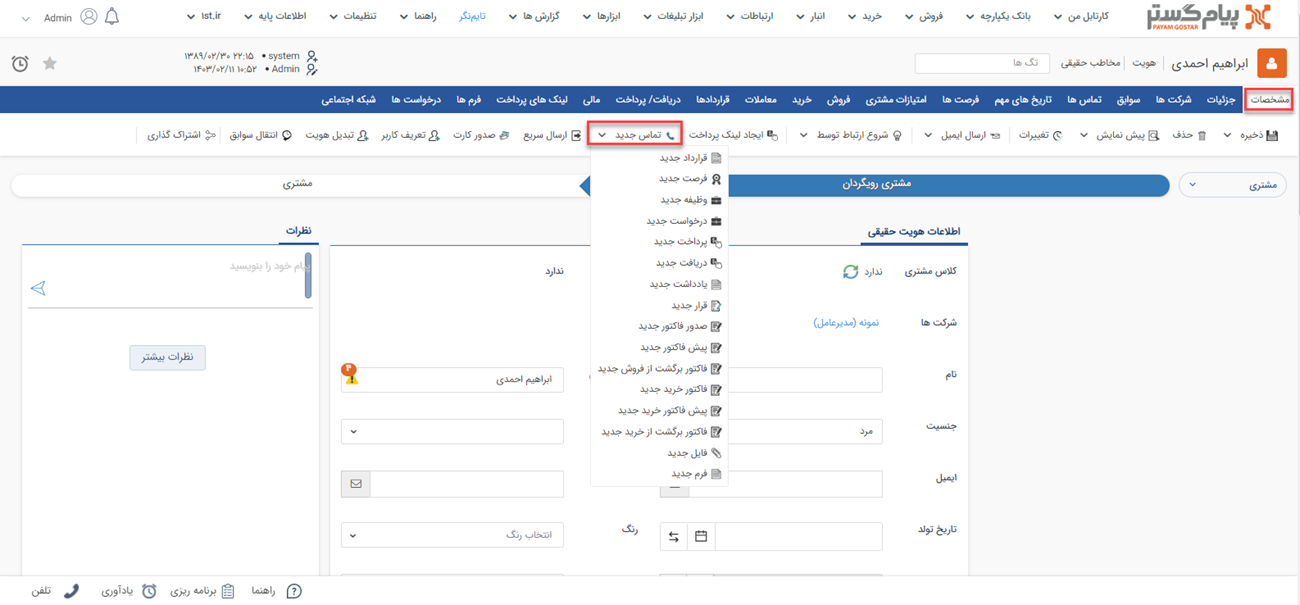 پیام گستر
PAYAM GOSTAR
کارتابل من
بانک یکپارچه
فروش
خرید
انبار
ارتباطات
ابزار تبلیغات
ابزارها
گزارش ها
تایم‌نگر
راهنما
تنظیمات
اطلاعات پایه
1st.ir
Admin
ابراهیم احمدی
هویت
مخاطب حقیقی
تگ ها
system • ۱۳۸۹/۰۲/۳۰ ۲۲:۱۵
Admin • ۱۴۰۳/۰۲/۱۱ ۱۰:۵۲
مشخصات
جزئیات
شرکت ها
سوابق
تماس ها
تاریخ های مهم
فرصت ها
امتیازات مشتری
فروش
خرید
معاملات
قراردادها
دریافت/ پرداخت
مالی
لینک های پرداخت
فرم ها
درخواست ها
شبکه اجتماعی
ذخیره
حذف
پیش نمایش
تغییرات
ارسال ایمیل
شروع ارتباط توسط
ایجاد لینک پرداخت
تماس جدید
ارسال سریع
صدور کارت
تعریف کاربر
تبدیل هویت
انتقال سوابق
اشتراک گذاری
قرارداد جدید
فرصت جدید
وظیفه جدید
درخواست جدید
پرداخت جدید
دریافت جدید
یادداشت جدید
قرار جدید
صدور فاکتور جدید
پیش فاکتور جدید
فاکتور برگشت از فروش جدید
فاکتور خرید جدید
پیش فاکتور خرید جدید
فاکتور برگشت از خرید جدید
فایل جدید
فرم جدید
مشتری
مشتری رویگردان
مشتری
اطلاعات هویت حقیقی
کلاس مشتری
ندارد
ندارد
شرکت ها
نمونه (مدیرعامل)
نام
ابراهیم احمدی
جنسیت
مرد
ایمیل
تاریخ تولد
رنگ
انتخاب رنگ
نظرات
پیام خود را بنویسید
نظرات بیشتر
راهنما
برنامه ریزی
یادآوری
تلفن